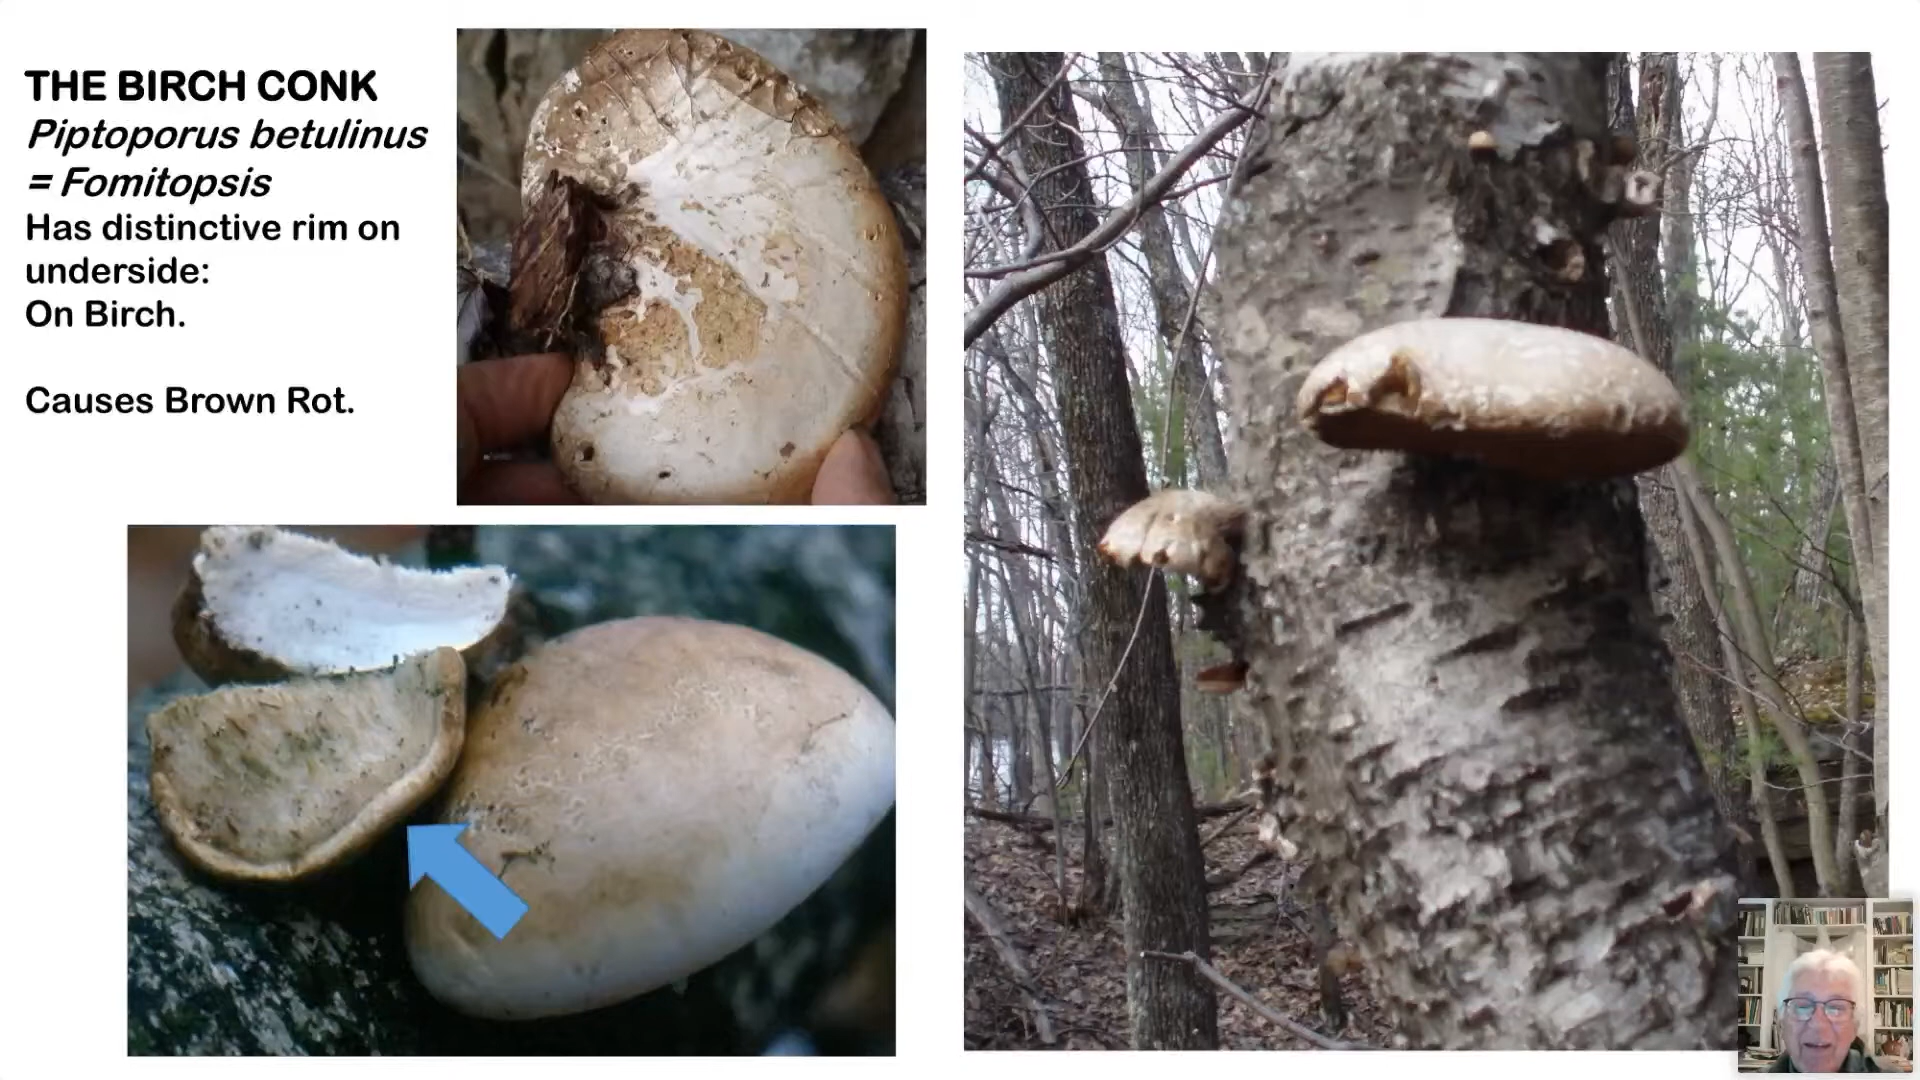 THE BIRCH CONK
Piptoporus betulinus
= Fomitopsis
Has distinctive rim on
underside:
On Birch.
Causes Brown Rot.